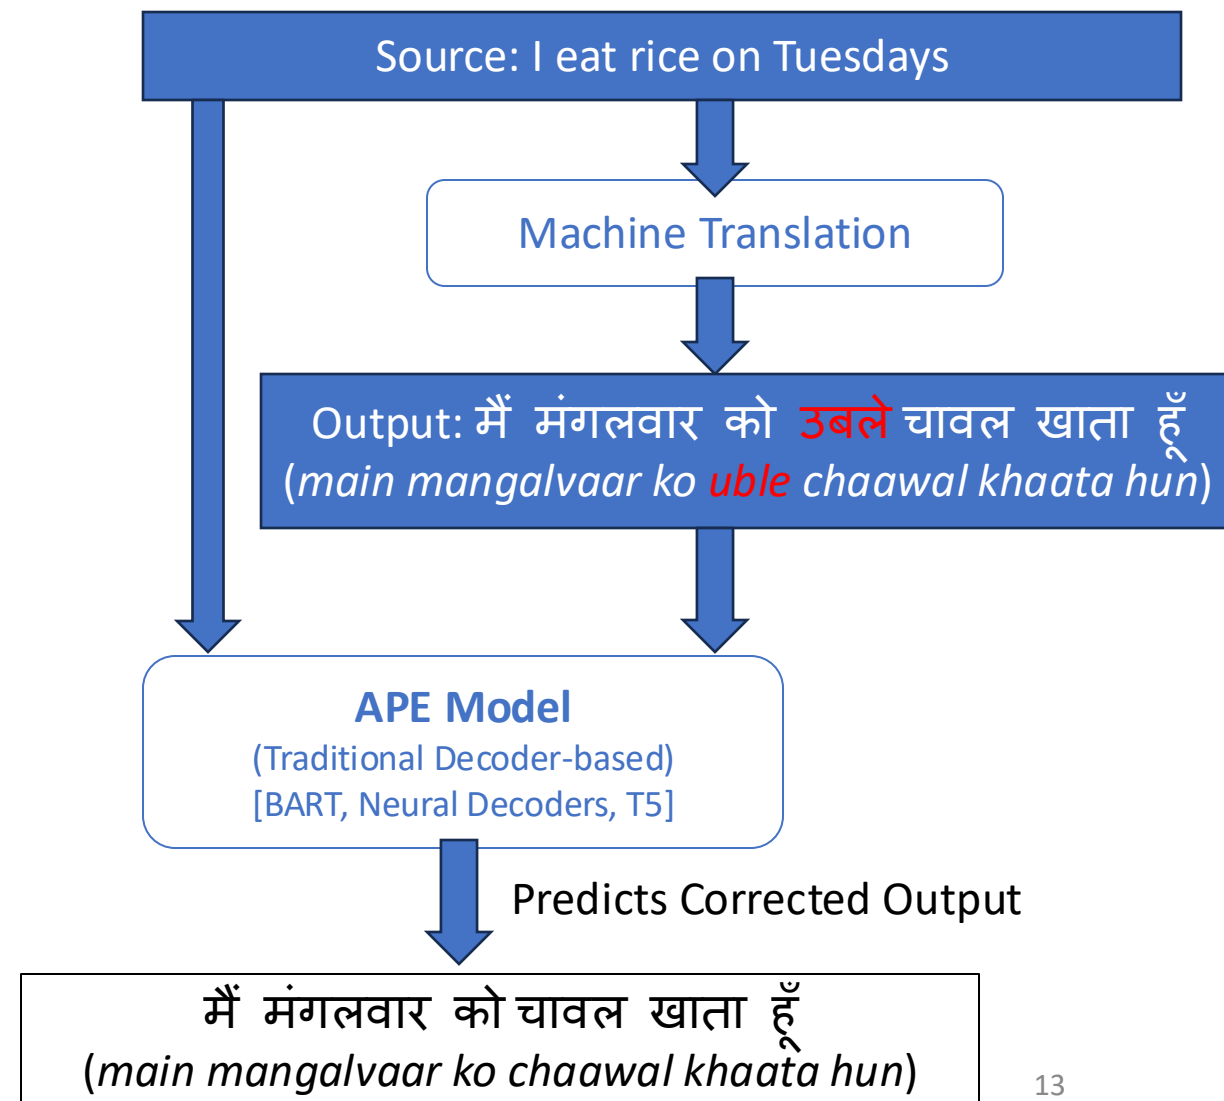 Source: I eat rice on Tuesdays
Machine Translation
Output: मैं मंगलवार को उबले चावल खाता हूँ
(main mangalvaar ko uble chaawal khaata hun)
APE Model
(Traditional Decoder-based)
[BART, Neural Decoders, T5]
Predicts Corrected Output
मैं मंगलवार को चावल खाता हूँ
(main mangalvaar ko chaawal khaata hun)
13